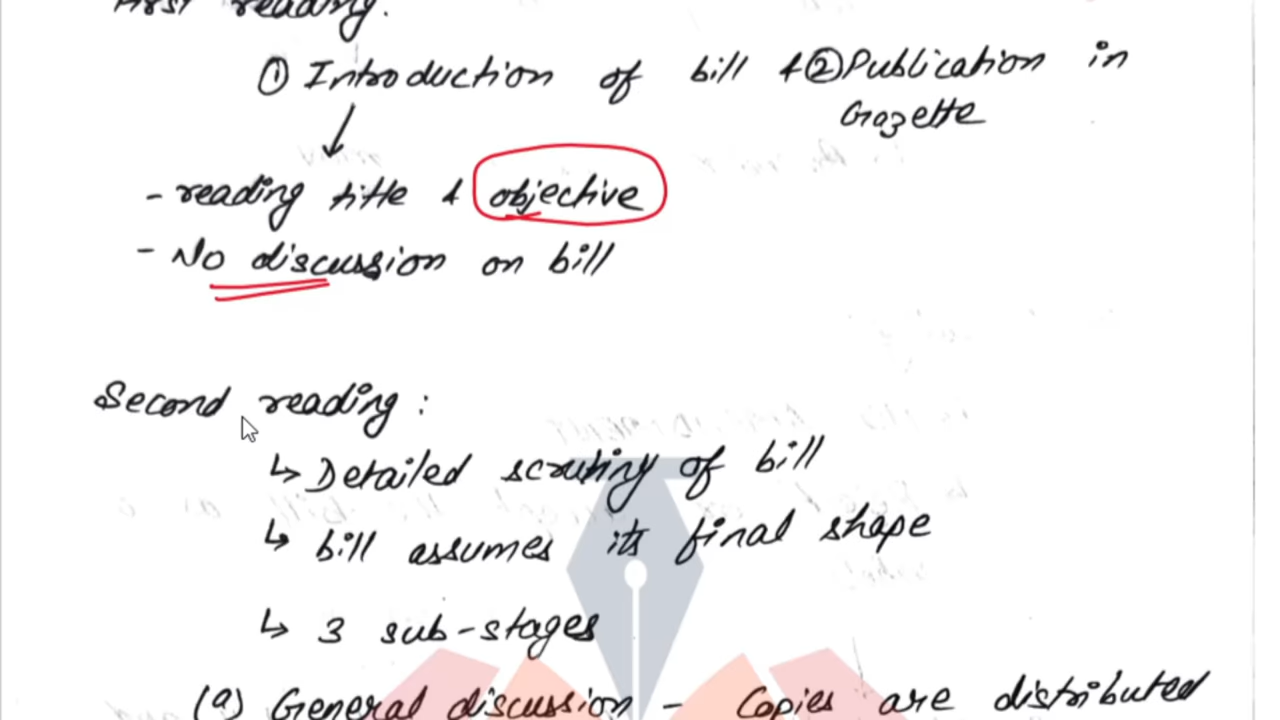 First reading:
① Introduction of bill & ② Publication in
Gazette
↓
- reading title & objective
- No discussion on bill
Second reading :
↳ Detailed scrutiny of bill
↳ bill assumes its final shape
↳ 3 sub-stages
(a) General discussion - Copies are distributed